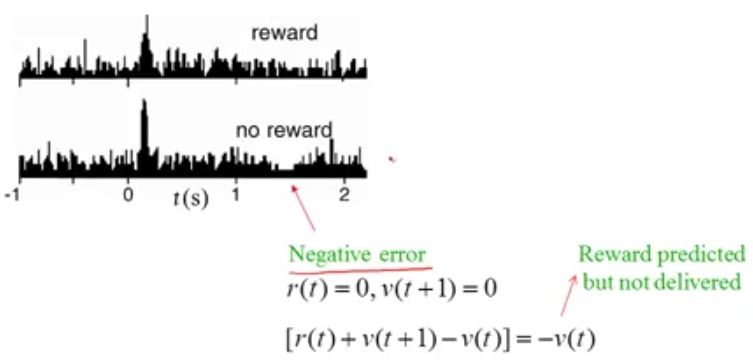 reward
no reward
-1 0 t(s) 1 2
Negative error
r(t) = 0, v(t + 1) = 0
Reward predicted
but not delivered
[r(t) + v(t + 1) − v(t)] = −v(t)